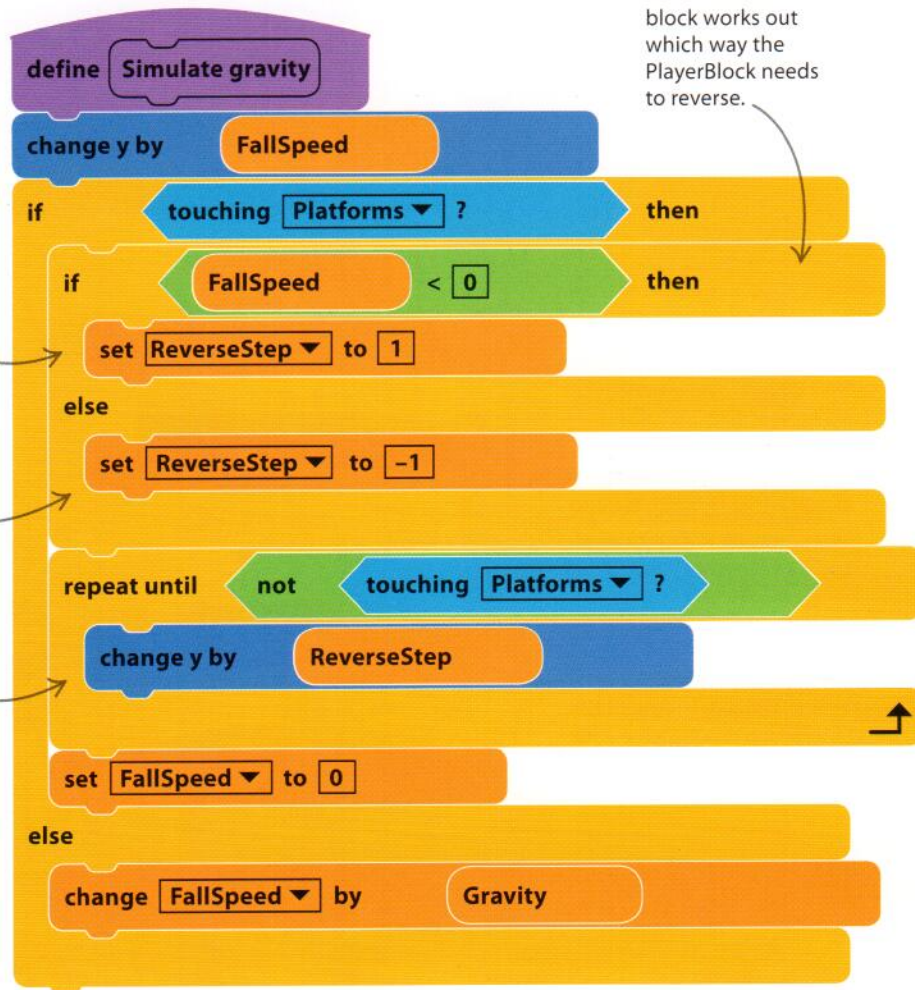 block works out
which way the
PlayerBlock needs
to reverse.
define Simulate gravity
change y by FallSpeed
if touching Platforms ▼ ? then
if FallSpeed < 0 then
set ReverseStep ▼ to 1
else
set ReverseStep ▼ to –1
repeat until not touching Platforms ▼ ?
change y by ReverseStep
set FallSpeed ▼ to 0
else
change FallSpeed ▼ by Gravity